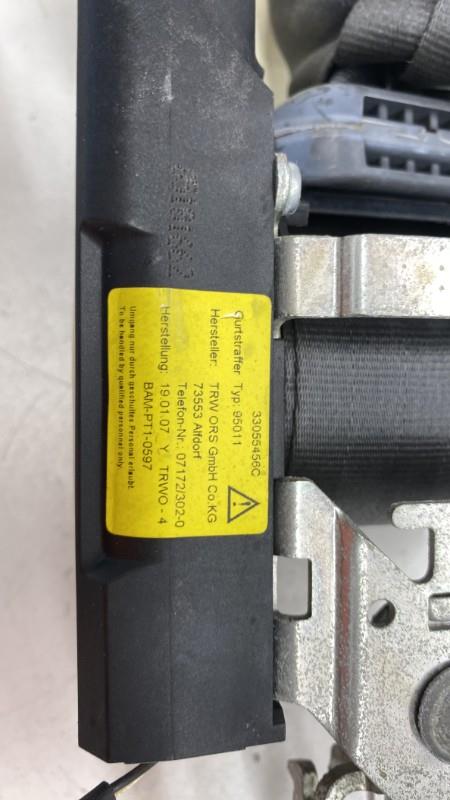 33055456C
Gurtstraffer Typ: 95011
Hersteller: TRW ORS GmbH Co.KG
73553 Alfdorf
Telefon-Nr.: 07172/302-0
Herstellung: 19.01.07 Y TRWO - 4
BAM-PT1-0597
Umgang nur durch geschultes Personal erlaubt.
To be handled by qualified personnel only.